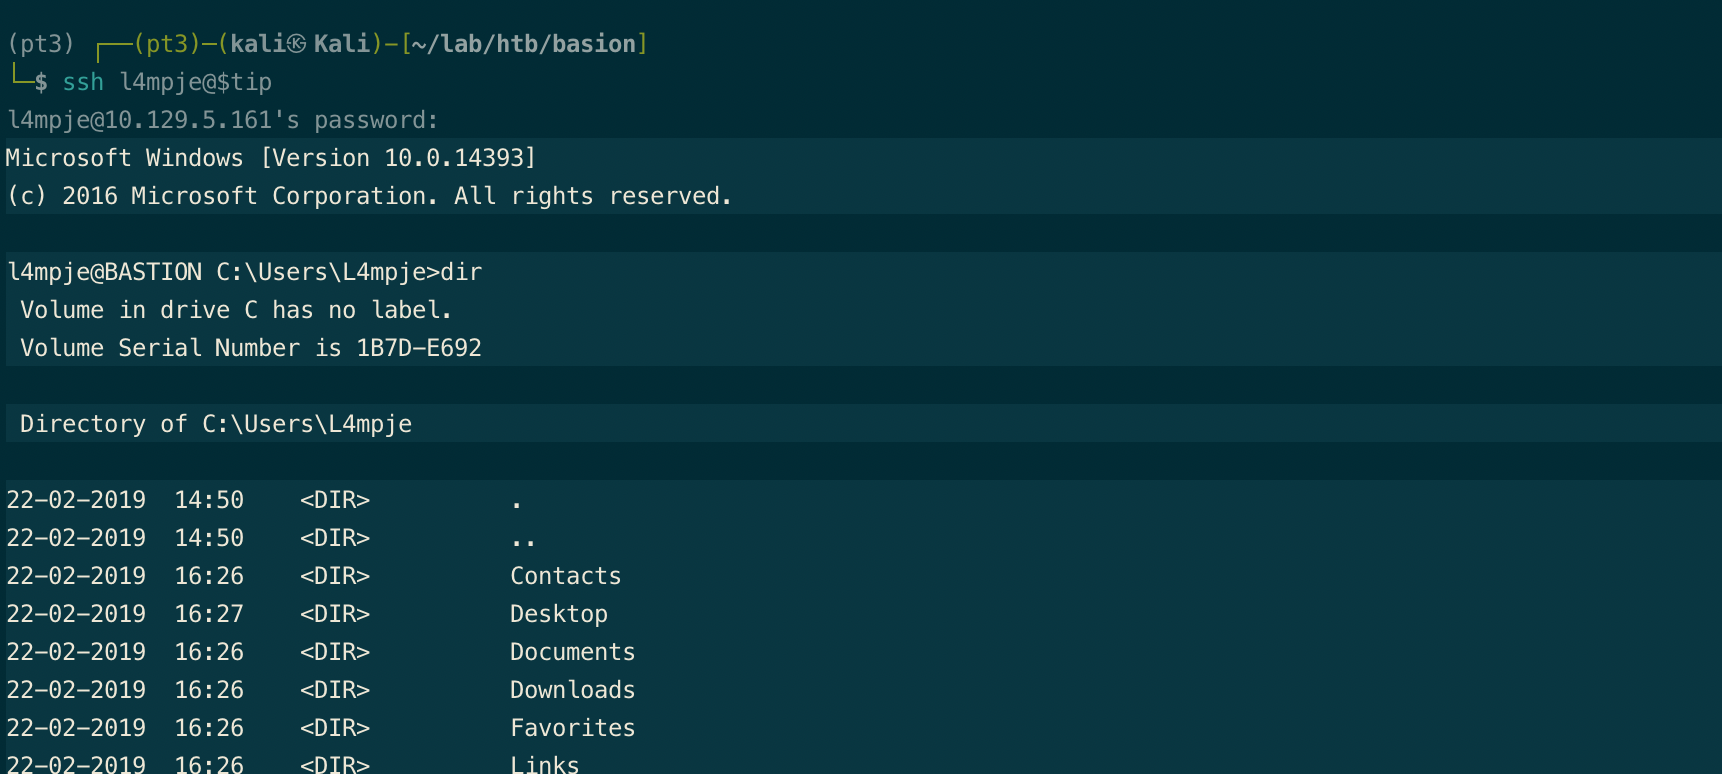 (pt3) ┌──(pt3)─(kali㉿Kali)-[~/lab/htb/basion]
└─$ ssh l4mpje@$tip
l4mpje@10.129.5.161's password:
Microsoft Windows [Version 10.0.14393]
(c) 2016 Microsoft Corporation. All rights reserved.
l4mpje@BASTION C:\Users\L4mpje>dir
 Volume in drive C has no label.
 Volume Serial Number is 1B7D-E692
 Directory of C:\Users\L4mpje
22-02-2019  14:50    <DIR>          .
22-02-2019  14:50    <DIR>          ..
22-02-2019  16:26    <DIR>          Contacts
22-02-2019  16:27    <DIR>          Desktop
22-02-2019  16:26    <DIR>          Documents
22-02-2019  16:26    <DIR>          Downloads
22-02-2019  16:26    <DIR>          Favorites
22-02-2019  16:26    <DIR>          Links